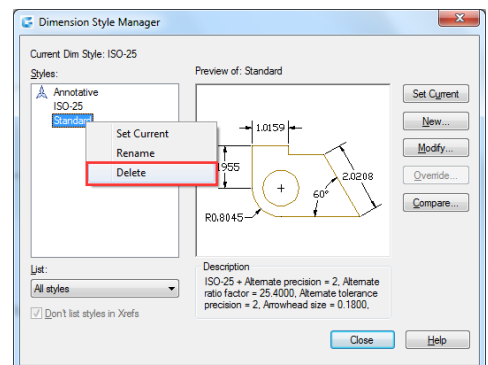 Dimension Style Manager
Current Dim Style: ISO-25
Styles:
Annotative
ISO-25
Standard
Set Current
Rename
Delete
Preview of: Standard
1.0159
1955
2.0208
60°
R0.8045
Set Current
New...
Modify...
Override...
Compare...
List:
All styles
Don't list styles in Xrefs
Description
ISO-25 + Alternate precision = 2, Alternate
ratio factor = 25.4000, Alternate tolerance
precision = 2, Arrowhead size = 0.1800,
Close
Help